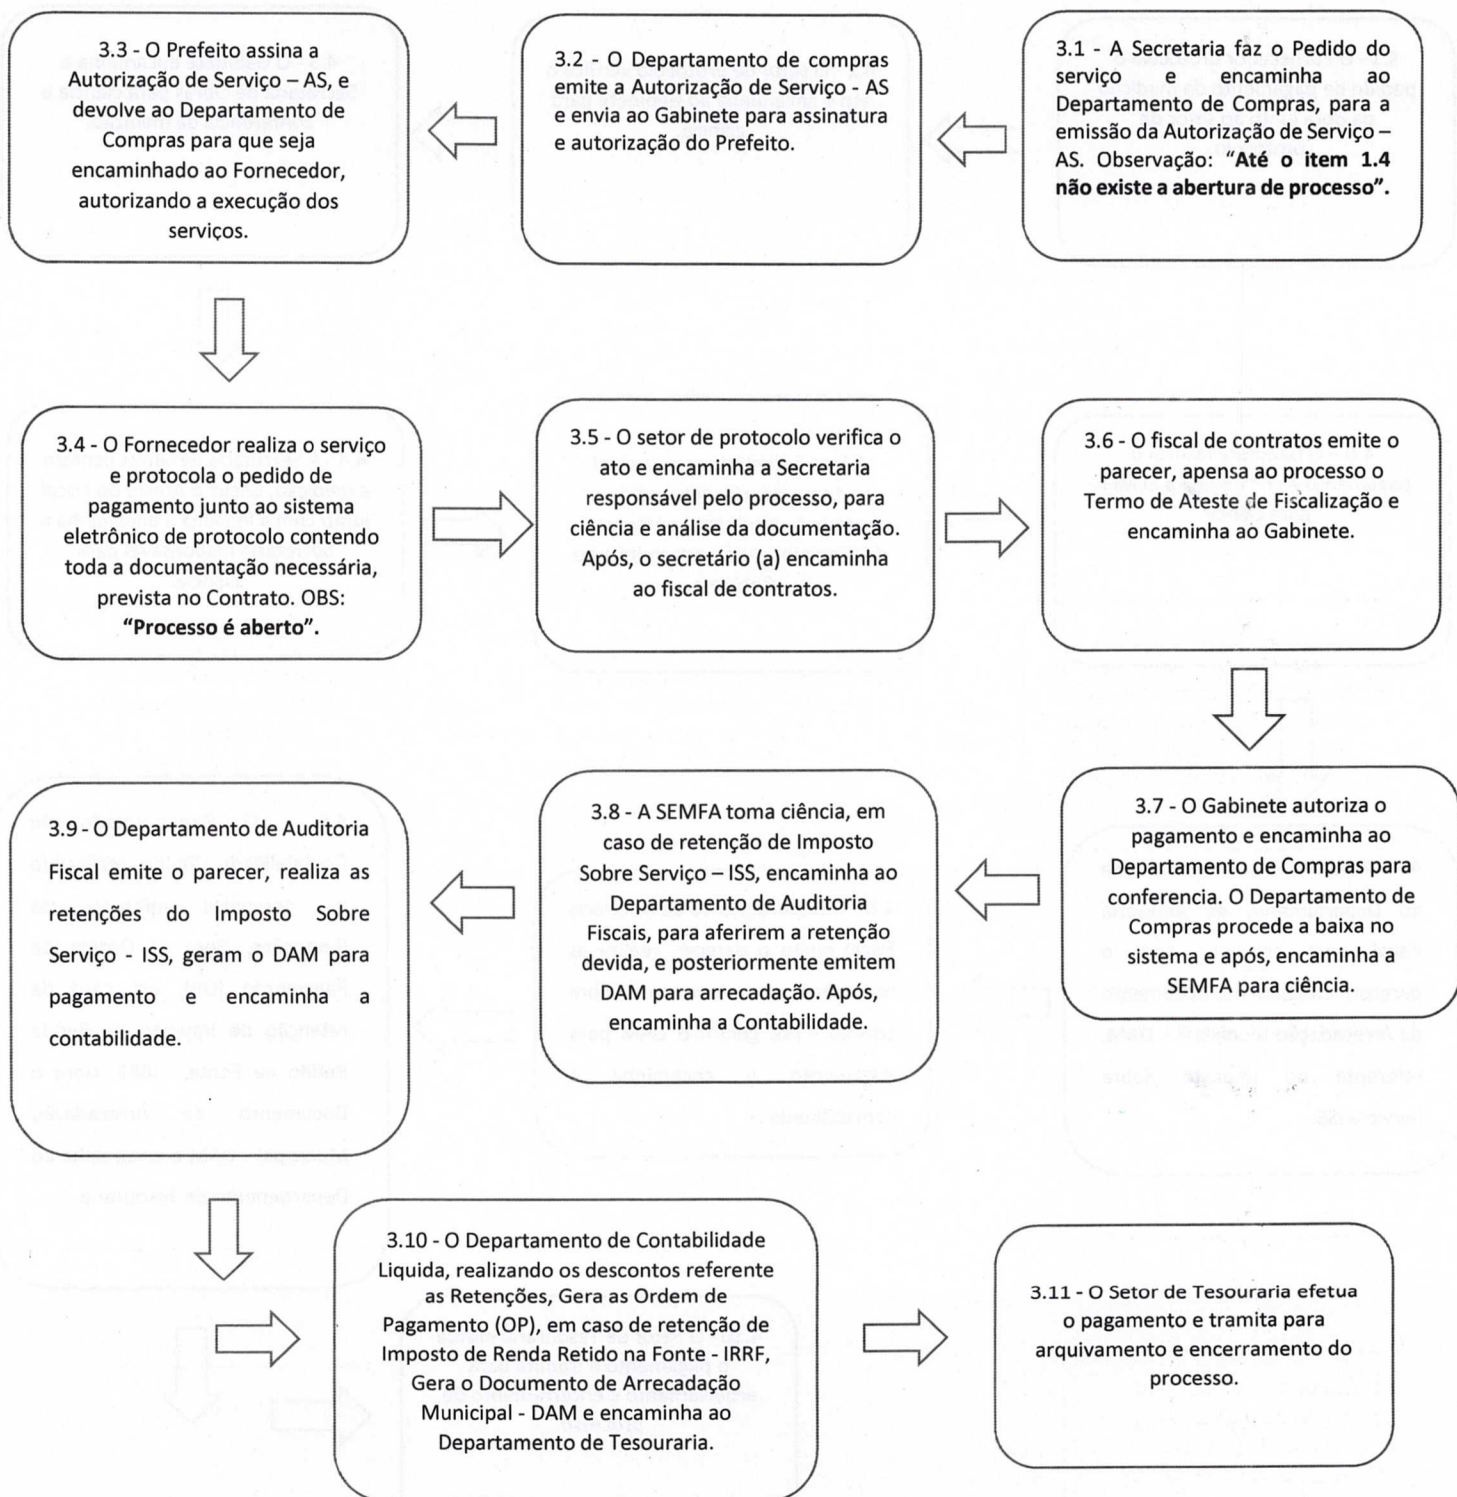 3.1 - A Secretaria faz o Pedido do
serviço e encaminha ao
Departamento de Compras, para a
emissão da Autorização de Serviço –
AS. Observação: “Até o item 1.4
não existe a abertura de processo”.
3.2 - O Departamento de compras
emite a Autorização de Serviço - AS
e envia ao Gabinete para assinatura
e autorização do Prefeito.
3.3 - O Prefeito assina a
Autorização de Serviço – AS, e
devolve ao Departamento de
Compras para que seja
encaminhado ao Fornecedor,
autorizando a execução dos
serviços.
3.4 - O Fornecedor realiza o serviço
e protocola o pedido de
pagamento junto ao sistema
eletrônico de protocolo contendo
toda a documentação necessária,
prevista no Contrato. OBS:
“Processo é aberto”.
3.5 - O setor de protocolo verifica o
ato e encaminha a Secretaria
responsável pelo processo, para
ciência e análise da documentação.
Após, o secretário (a) encaminha
ao fiscal de contratos.
3.6 - O fiscal de contratos emite o
parecer, apensa ao processo o
Termo de Ateste de Fiscalização e
encaminha ao Gabinete.
3.7 - O Gabinete autoriza o
pagamento e encaminha ao
Departamento de Compras para
conferencia. O Departamento de
Compras procede a baixa no
sistema e após, encaminha a
SEMFA para ciência.
3.8 - A SEMFA toma ciência, em
caso de retenção de Imposto
Sobre Serviço – ISS, encaminha ao
Departamento de Auditoria
Fiscais, para aferirem a retenção
devida, e posteriormente emitem
DAM para arrecadação. Após,
encaminha a Contabilidade.
3.9 - O Departamento de Auditoria
Fiscal emite o parecer, realiza as
retenções do Imposto Sobre
Serviço - ISS, geram o DAM para
pagamento e encaminha a
contabilidade.
3.10 - O Departamento de Contabilidade
Liquida, realizando os descontos referente
as Retenções, Gera as Ordem de
Pagamento (OP), em caso de retenção de
Imposto de Renda Retido na Fonte - IRRF,
Gera o Documento de Arrecadação
Municipal - DAM e encaminha ao
Departamento de Tesouraria.
3.11 - O Setor de Tesouraria efetua
o pagamento e tramita para
arquivamento e encerramento do
processo.